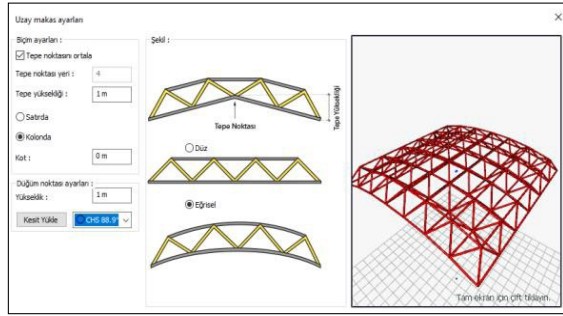 Uzay makas ayarları
Biçim ayarları :
Tepe noktasını ortala
Tepe noktası yeri :
4
Tepe yüksekliği :
1 m
Satırda
Kolonda
Kot :
0 m
Düğüm noktası ayarları :
Yükseklik :
1 m
Kesit Yükle
CHS 88.9*
Şekil :
Tepe Noktası
Tepe Yüksekliği
Düz
Eğrisel
Tam ekran için çift tıklayın.